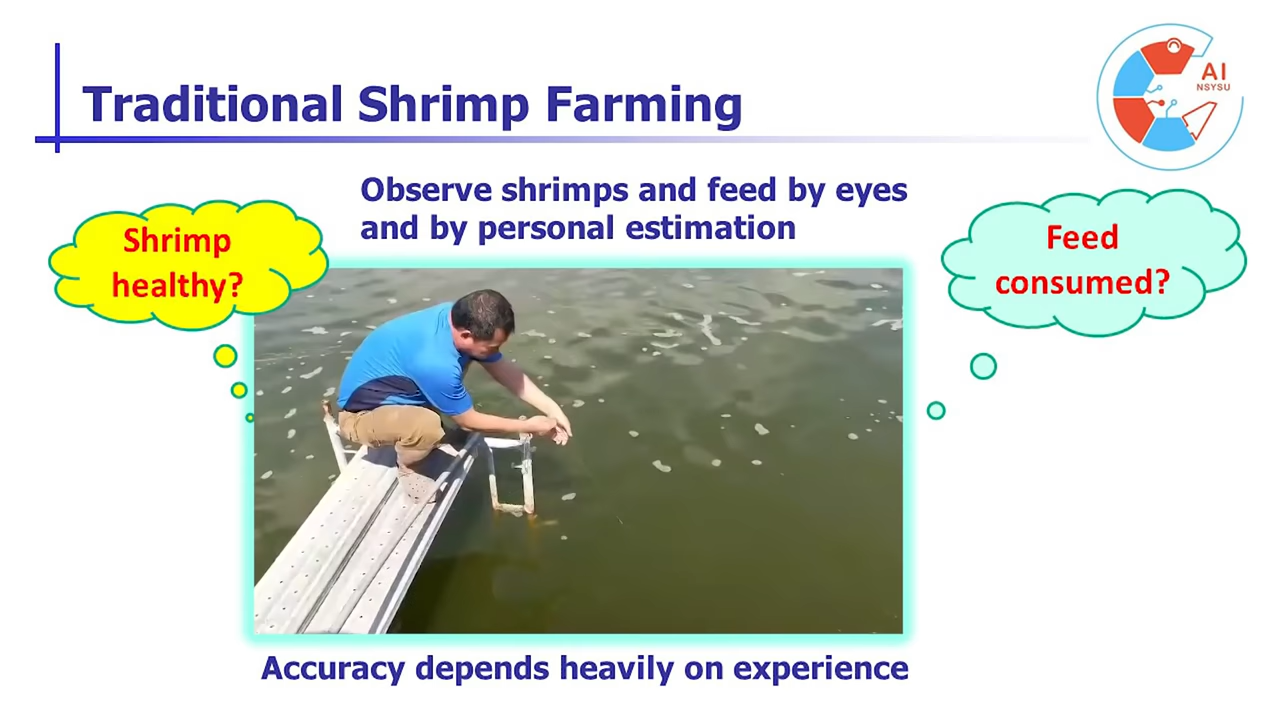 Traditional Shrimp Farming
AI
NSYSU
Observe shrimps and feed by eyes
and by personal estimation
Shrimp
healthy?
Feed
consumed?
Accuracy depends heavily on experience